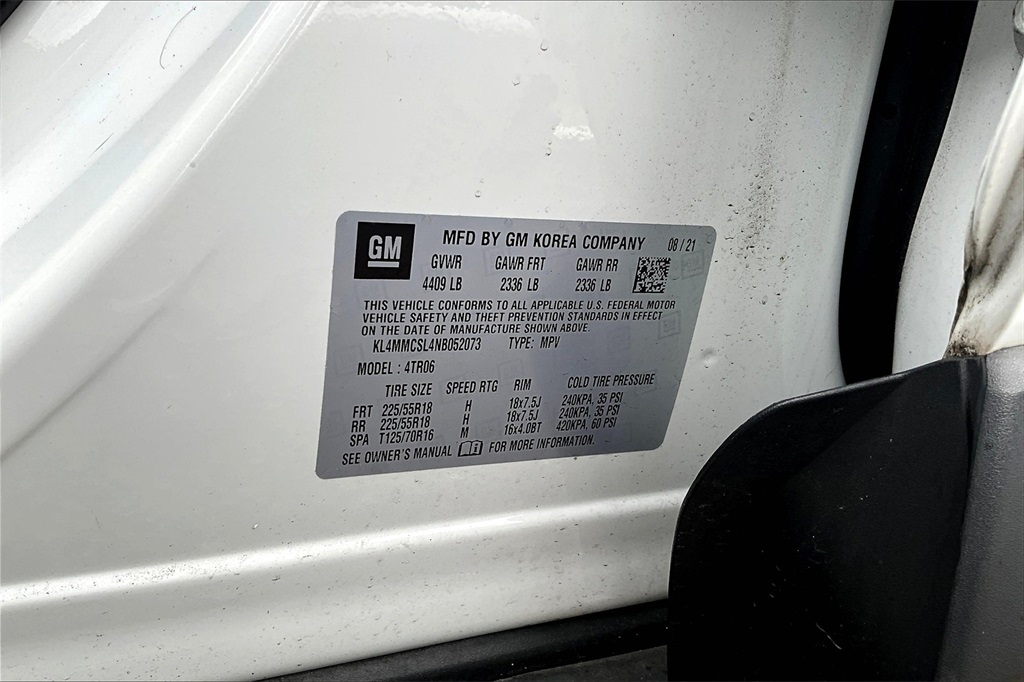 GM MFD BY GM KOREA COMPANY 08/21
GVWR GAWR FRT GAWR RR
4409 LB 2336 LB 2336 LB
THIS VEHICLE CONFORMS TO ALL APPLICABLE U.S. FEDERAL MOTOR
VEHICLE SAFETY AND THEFT PREVENTION STANDARDS IN EFFECT
ON THE DATE OF MANUFACTURE SHOWN ABOVE.
KL4MMCSL4NB052073 TYPE: MPV
MODEL : 4TR06
TIRE SIZE SPEED RTG RIM COLD TIRE PRESSURE
FRT 225/55R18 H 18x7.5J 240KPA, 35 PSI
RR 225/55R18 H 18x7.5J 240KPA, 35 PSI
SPA T125/70R16 M 16x4.0BT 420KPA, 60 PSI
SEE OWNER'S MANUAL FOR MORE INFORMATION.